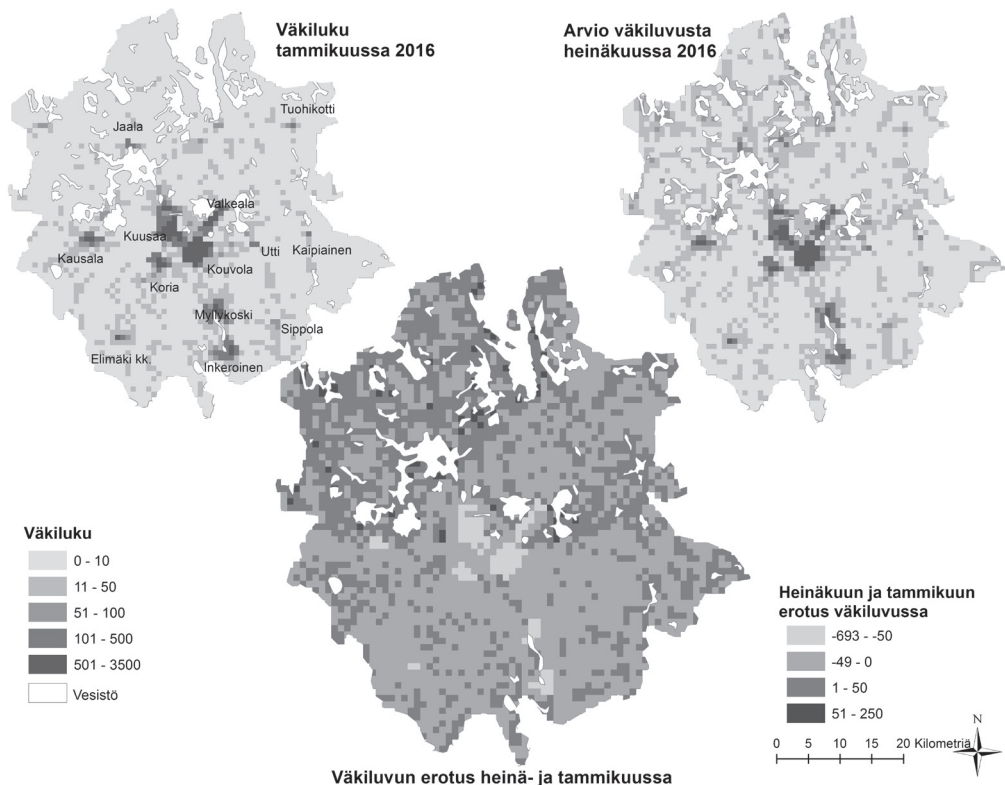 Väkiluku
tammikuussa 2016
Arvio väkiluvusta
heinäkuussa 2016
Tuohikotti
Jaala
Valkeala
Kuusaa
Utti
Kaipiainen
Kausala
Kouvola
Koria
Myllykoski
Sippola
Elimäki kk.
Inkeroinen
Väkiluku
0 - 10
11 - 50
51 - 100
101 - 500
501 - 3500
Vesistö
Heinäkuun ja tammikuun
erotus väkiluvussa
-693 - -50
-49 - 0
1 - 50
51 - 250
N
0 5 10 15 20 Kilometriä
Väkiluvun erotus heinä- ja tammikuussa